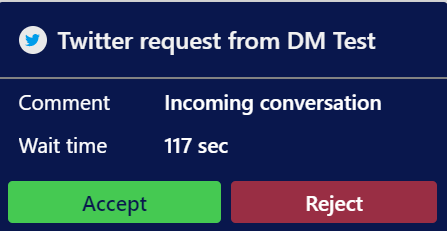 Twitter request from DM Test
Comment Incoming conversation
Wait time 117 sec
Accept Reject